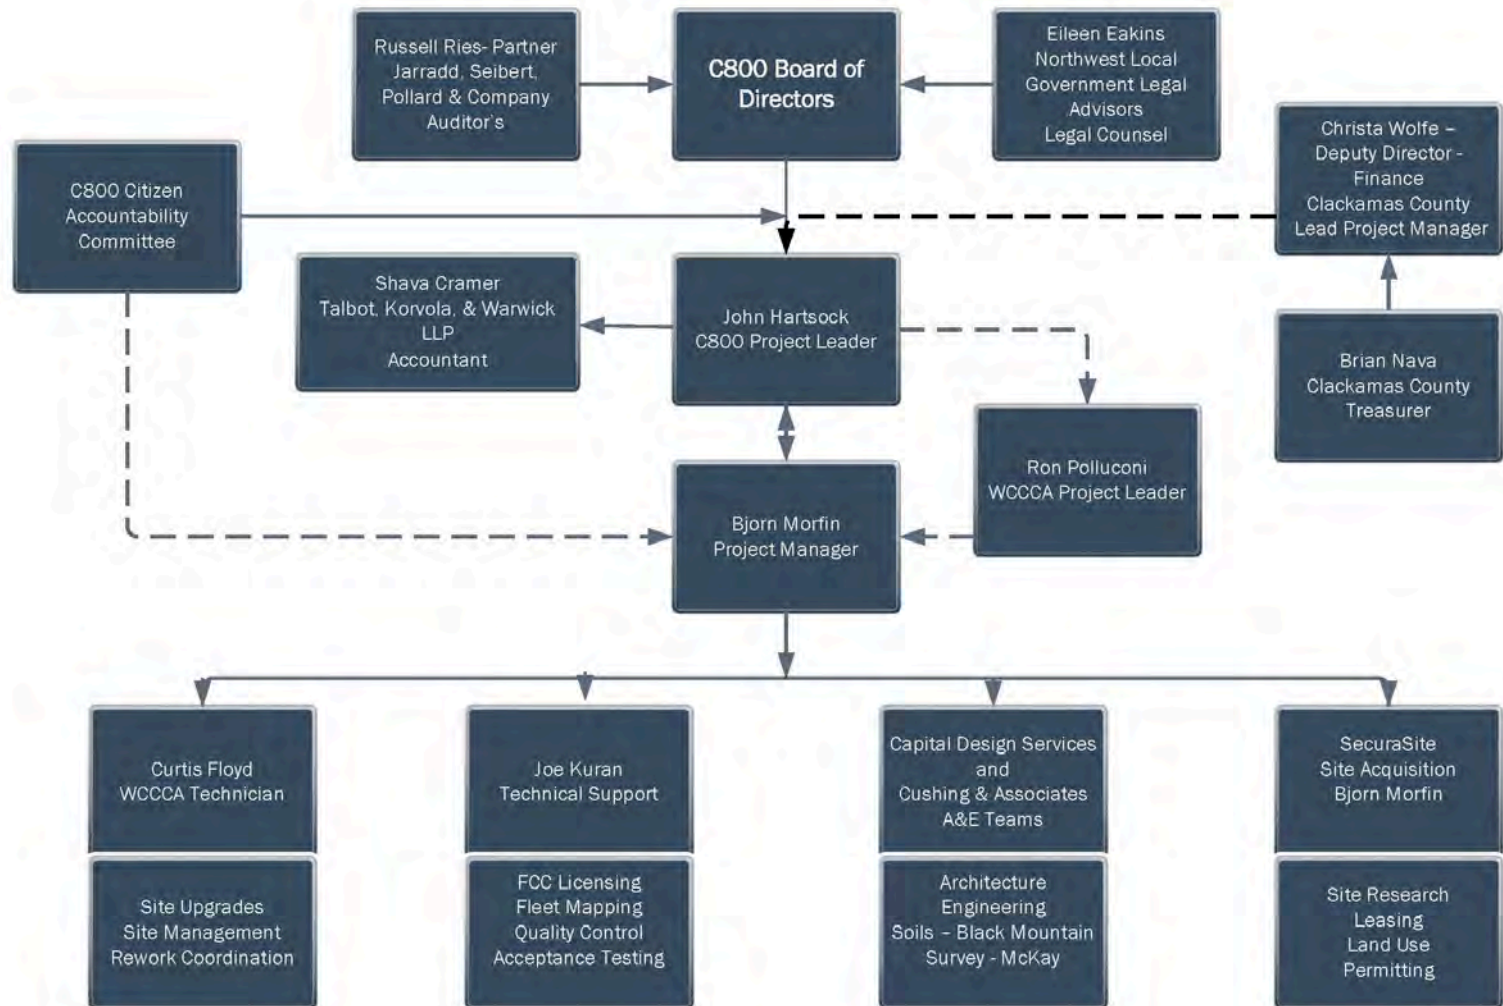 Russell Ries- Partner
Jarradd, Seibert,
Pollard & Company
Auditor's
C800 Board of
Directors
Eileen Eakins
Northwest Local
Government Legal
Advisors
Legal Counsel
Christa Wolfe –
Deputy Director -
Finance
Clackamas County
Lead Project Manager
C800 Citizen
Accountability
Committee
Shava Cramer
Talbot, Korvola, & Warwick
LLP
Accountant
John Hartsock
C800 Project Leader
Brian Nava
Clackamas County
Treasurer
Ron Polluconi
WCCCA Project Leader
Bjorn Morfin
Project Manager
Curtis Floyd
WCCCA Technician
Joe Kuran
Technical Support
Capital Design Services
and
Cushing & Associates
A&E Teams
SecuraSite
Site Acquisition
Bjorn Morfin
Site Upgrades
Site Management
Rework Coordination
FCC Licensing
Fleet Mapping
Quality Control
Acceptance Testing
Architecture
Engineering
Soils – Black Mountain
Survey - McKay
Site Research
Leasing
Land Use
Permitting